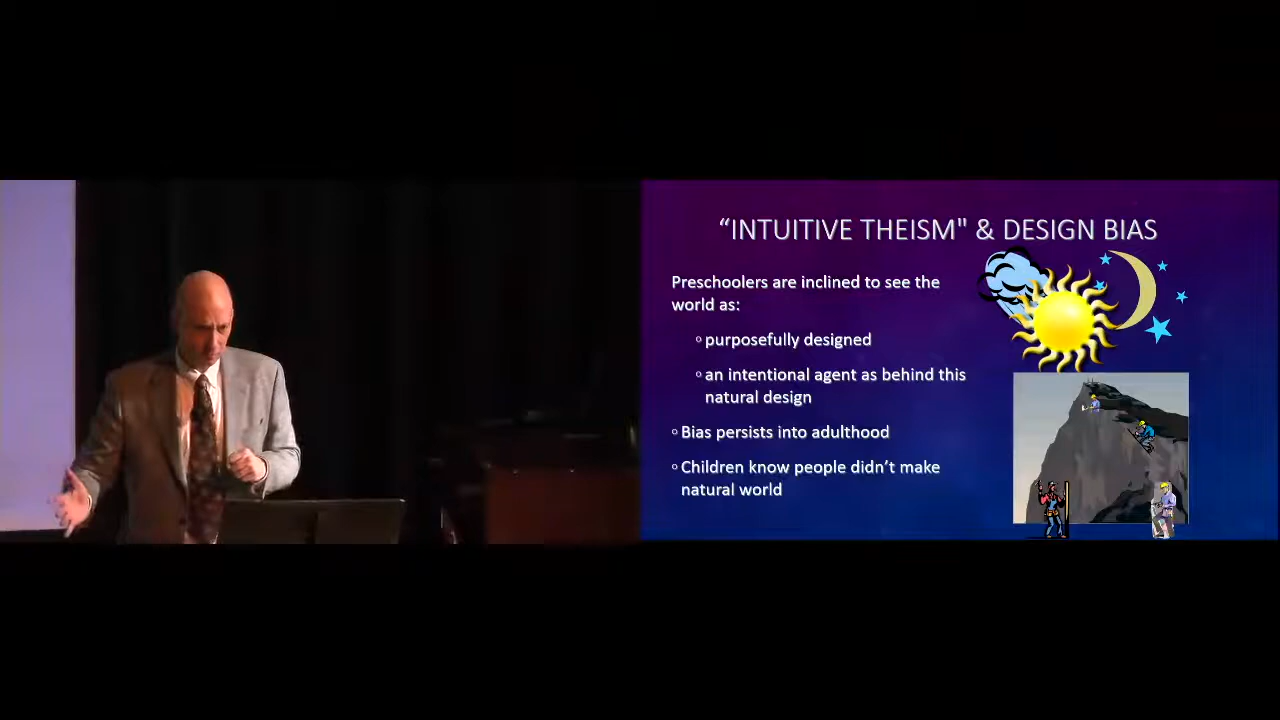 “INTUITIVE THEISM" & DESIGN BIAS
Preschoolers are inclined to see the
world as:
◦ purposefully designed
◦ an intentional agent as behind this
natural design
◦ Bias persists into adulthood
◦ Children know people didn’t make
natural world